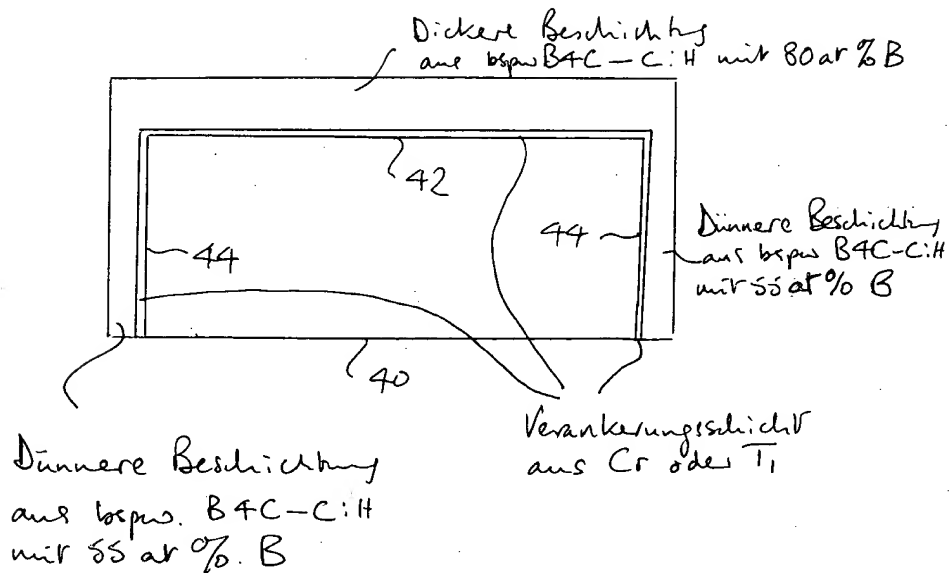 Dickere Beschichtung
aus bspw B4C–C:H mit 80 at % B
42
44
44
Dünnere Beschichtung
aus bspw B4C–C:H
mit 55 at % B
40
Verankerungsschicht
aus Cr oder Ti
Dünnere Beschichtung
aus bspw. B4C–C:H
mit 55 at %. B